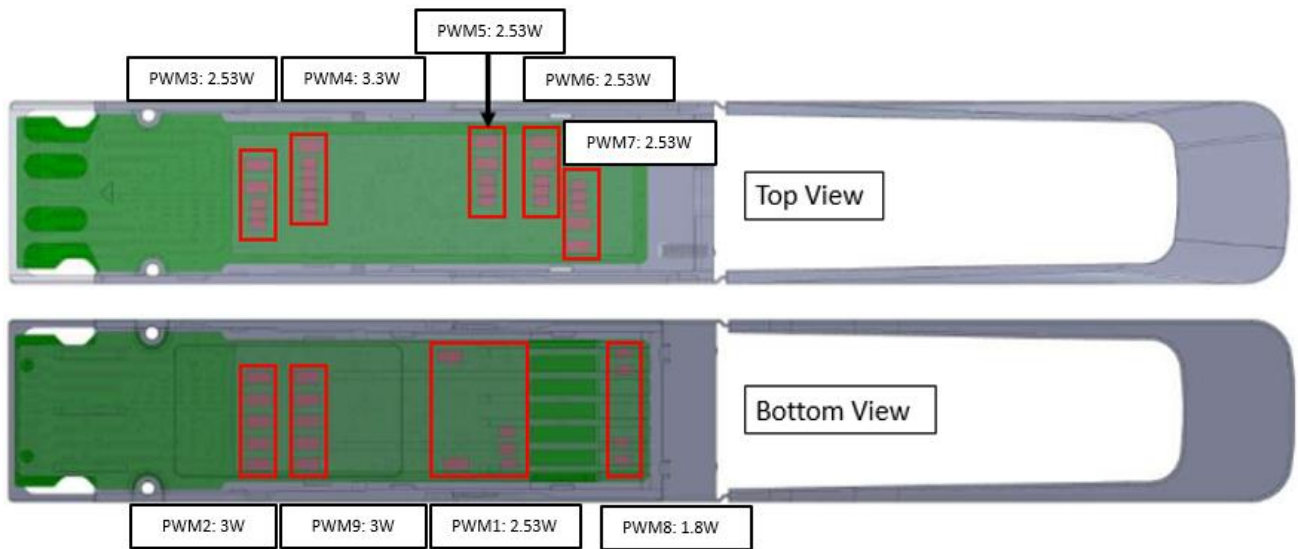 PWM5: 2.53W
PWM3: 2.53W
PWM4: 3.3W
PWM6: 2.53W
PWM7: 2.53W
Top View
Bottom View
PWM2: 3W
PWM9: 3W
PWM1: 2.53W
PWM8: 1.8W